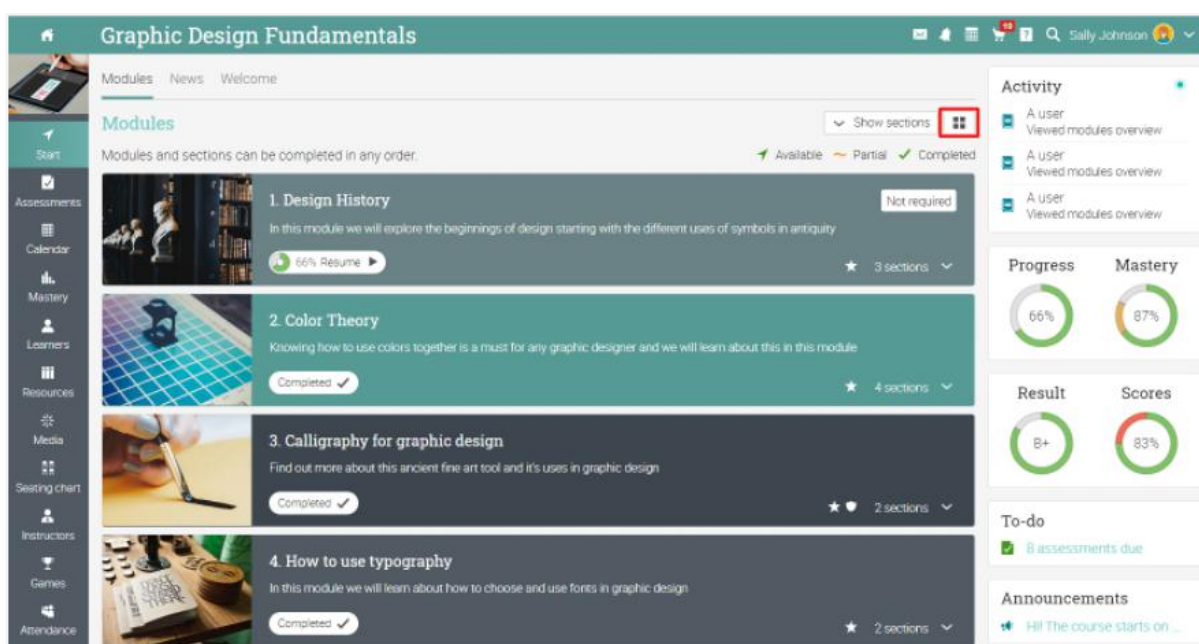 Graphic Design Fundamentals
Sally Johnson
Start
Assessments
Calendar
Mastery
Learners
Resources
Media
Seating chart
Instructors
Games
Attendance
Modules News Welcome
Modules
Show sections
Modules and sections can be completed in any order.
Available Partial Completed
1. Design History
Not required
In this module we will explore the beginnings of design starting with the different uses of symbols in antiquity
66% Resume
3 sections
2. Color Theory
Knowing how to use colors together is a must for any graphic designer and we will learn about this in this module
Completed
4 sections
3. Calligraphy for graphic design
Find out more about this ancient fine art tool and it's uses in graphic design
Completed
2 sections
4. How to use typography
In this module we will learn about how to choose and use fonts in graphic design
Completed
2 sections
Activity
A user
Viewed modules overview
A user
Viewed modules overview
A user
Viewed modules overview
Progress Mastery
66% 87%
Result Scores
B+ 83%
To-do
8 assessments due
Announcements
Hi! The course starts on ...